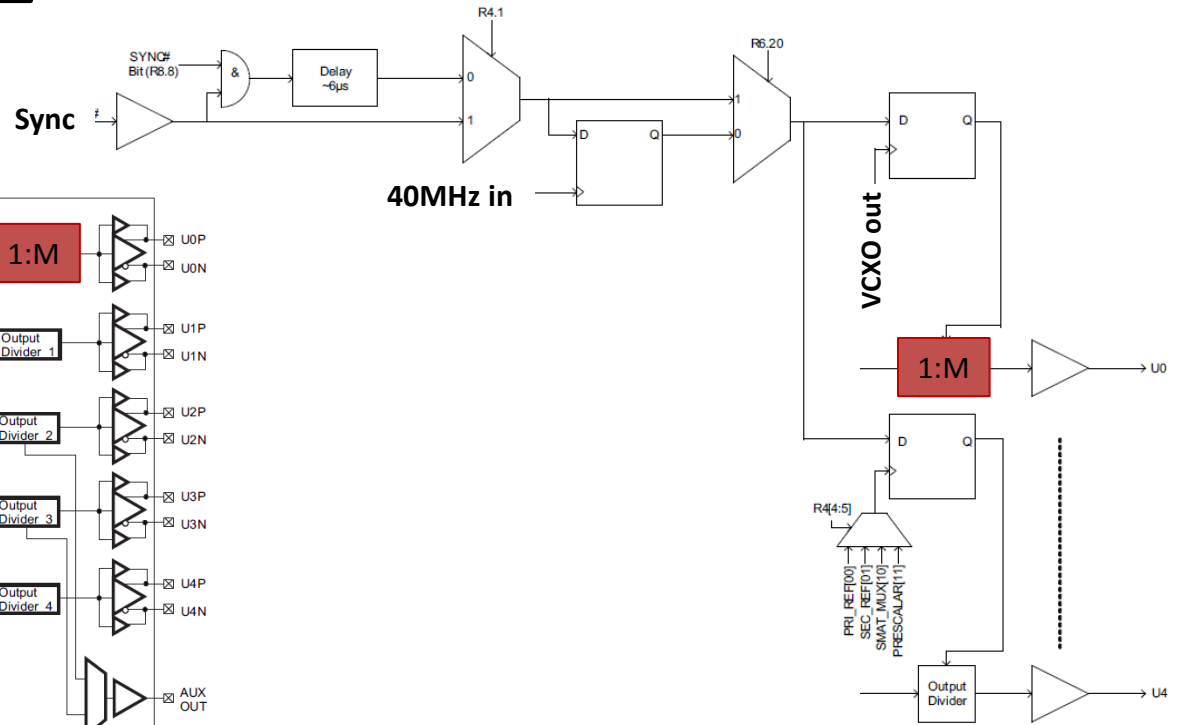 R4.1
R6.20
SYNC#
Bit (R8.8)
&
Delay
~6µs
0
1
Sync
#
D Q
1
0
D Q
40MHz in
VCXO out
1:M
U0P
U0N
Output
Divider 1
U1P
U1N
1:M
U0
Output
Divider 2
U2P
U2N
D Q
Output
Divider 3
U3P
U3N
R4[4:5]
PRI_REF[00]
SEC_REF[01]
SMAT_MUX[10]
PRESCALAR[11]
Output
Divider 4
U4P
U4N
AUX
OUT
Output
Divider
U4